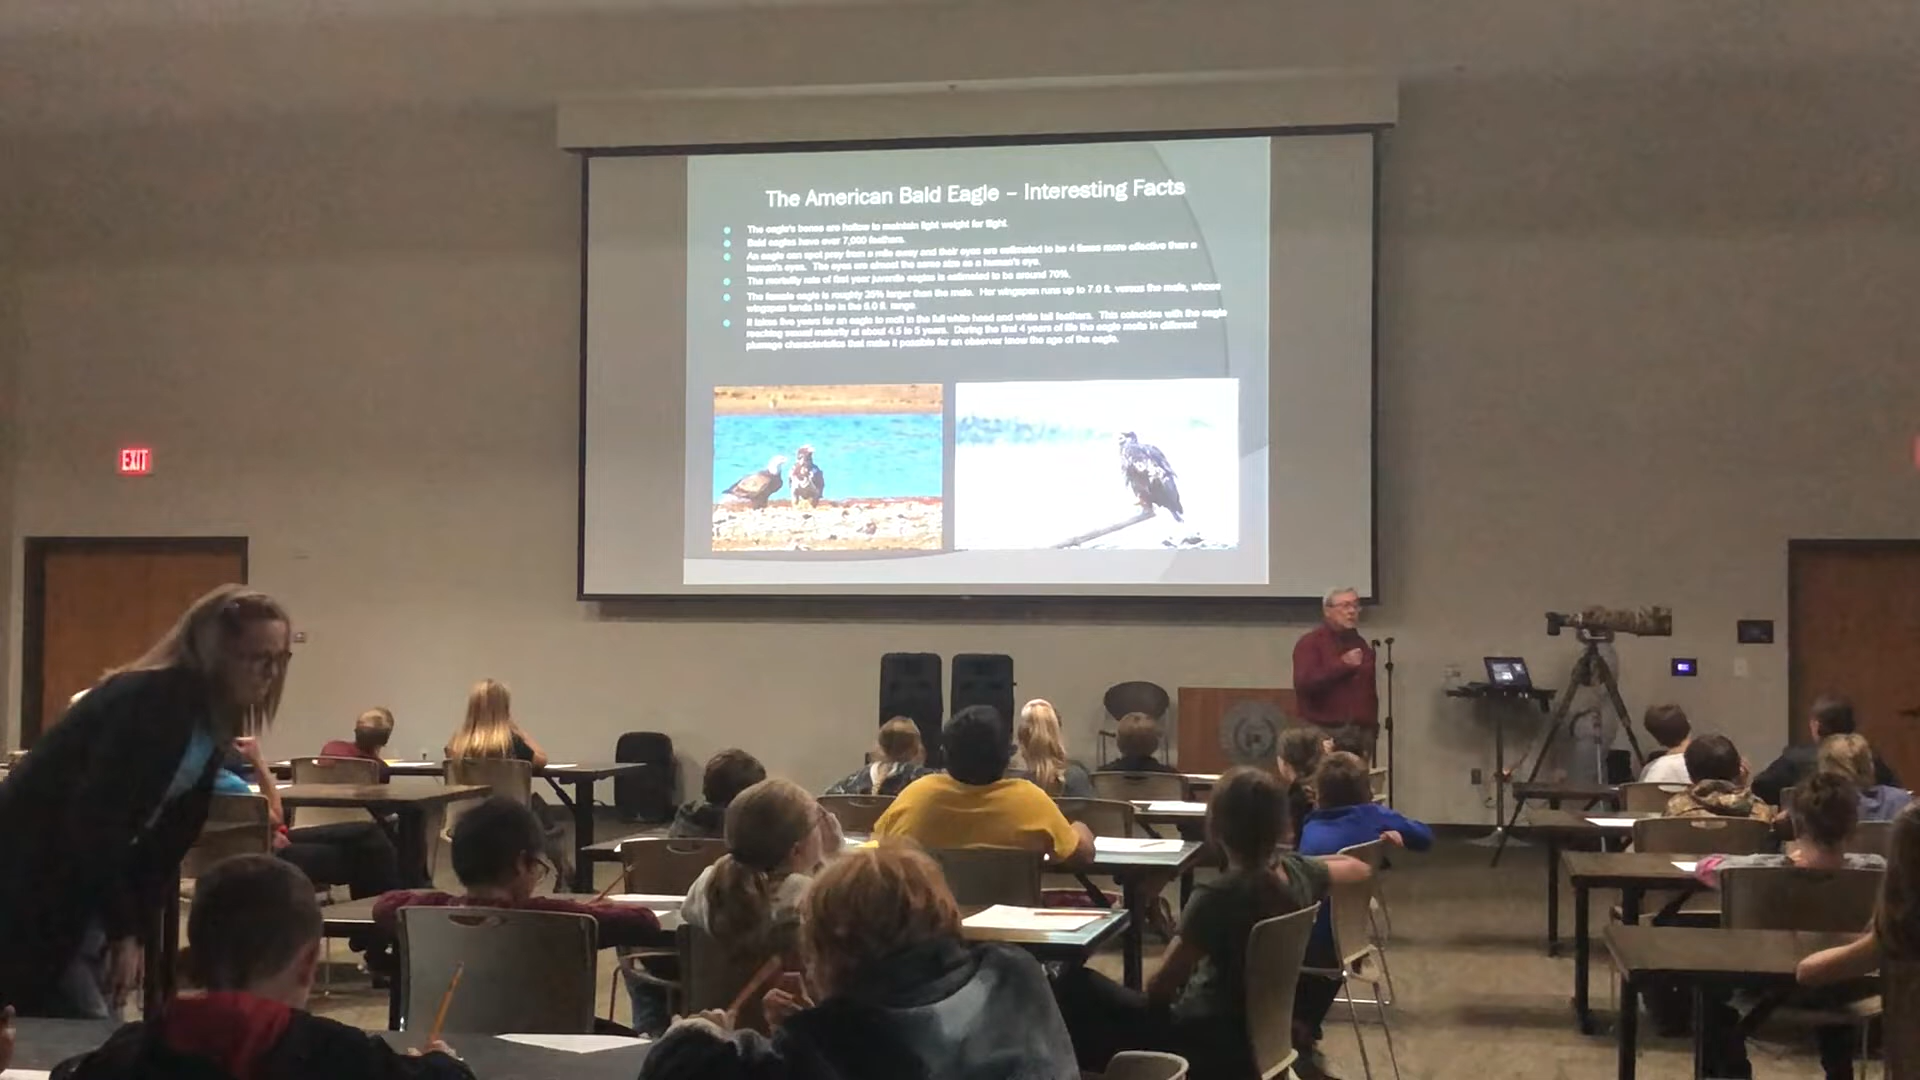 The American Bald Eagle – Interesting Facts
The eagle's bones are hollow to maintain light weight for flight.
Bald eagles have over 7,000 feathers.
An eagle can spot prey from a mile away and their eyes are estimated to be 4 times more effective than a
human's eyes. The eyes are almost the same size as a human's eye.
The mortality rate of first year juvenile eagles is estimated to be around 70%.
The female eagle is roughly 25% larger than the male. Her wingspan runs up to 7.0 ft. versus the male, whose
wingspan tends to be in the 6.0 ft. range.
It takes five years for an eagle to molt in the full white head and white tail feathers. This coincides with the eagle
reaching sexual maturity at about 4.5 to 5 years. During the first 4 years of life the eagle molts in different
plumage characteristics that make it possible for an observer know the age of the eagle.
EXIT